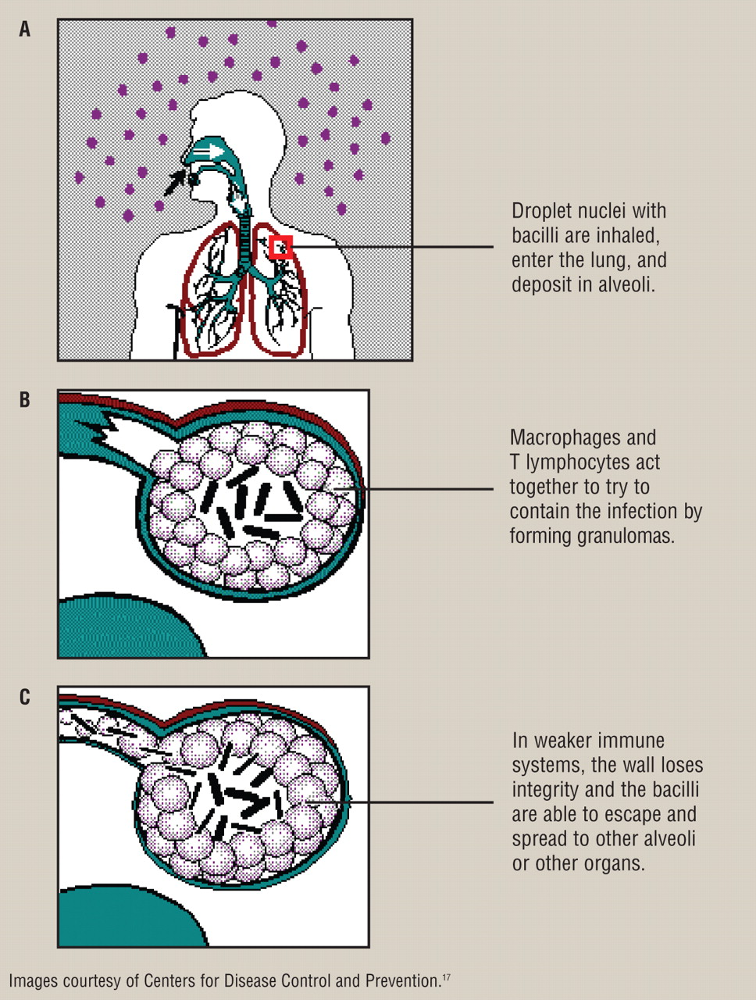 A
Droplet nuclei with
bacilli are inhaled,
enter the lung, and
deposit in alveoli.
B
Macrophages and
T lymphocytes act
together to try to
contain the infection by
forming granulomas.
C
In weaker immune
systems, the wall loses
integrity and the bacilli
are able to escape and
spread to other alveoli
or other organs.
Images courtesy of Centers for Disease Control and Prevention.17